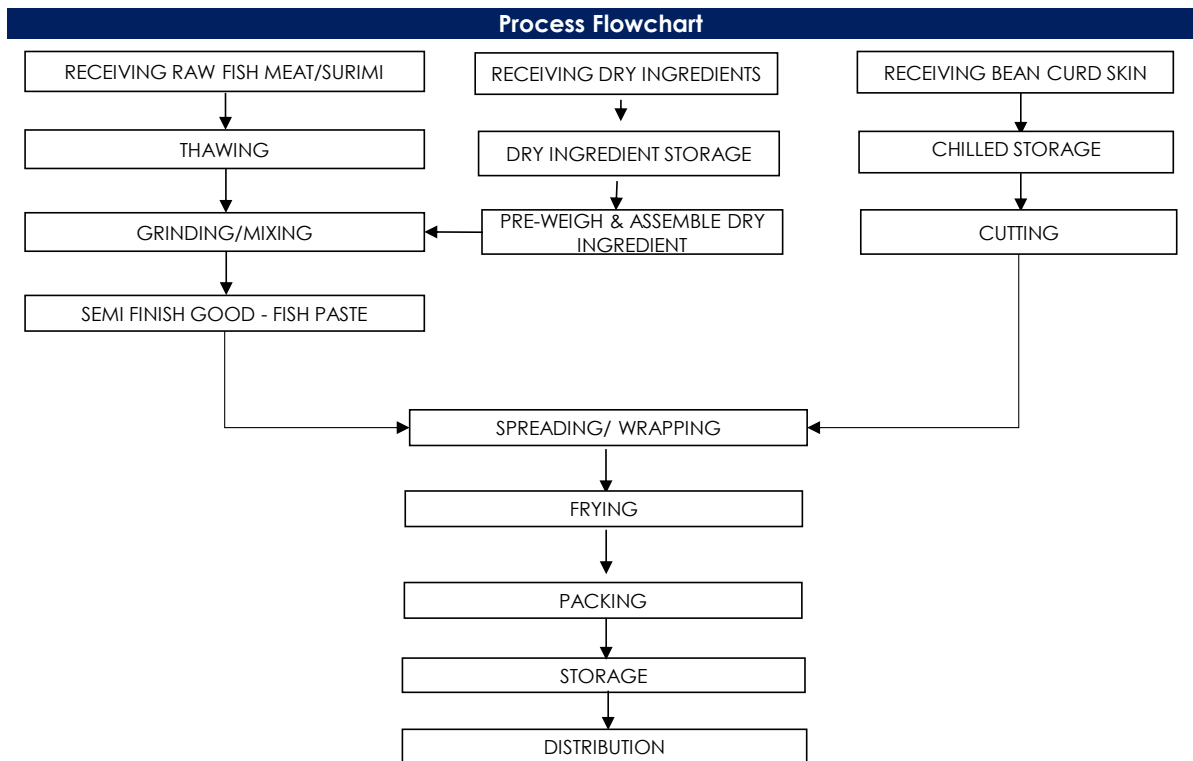 Process Flowchart
RECEIVING RAW FISH MEAT/SURIMI
RECEIVING DRY INGREDIENTS
RECEIVING BEAN CURD SKIN
THAWING
DRY INGREDIENT STORAGE
CHILLED STORAGE
GRINDING/MIXING
PRE-WEIGH & ASSEMBLE DRY
INGREDIENT
CUTTING
SEMI FINISH GOOD - FISH PASTE
SPREADING/ WRAPPING
FRYING
PACKING
STORAGE
DISTRIBUTION